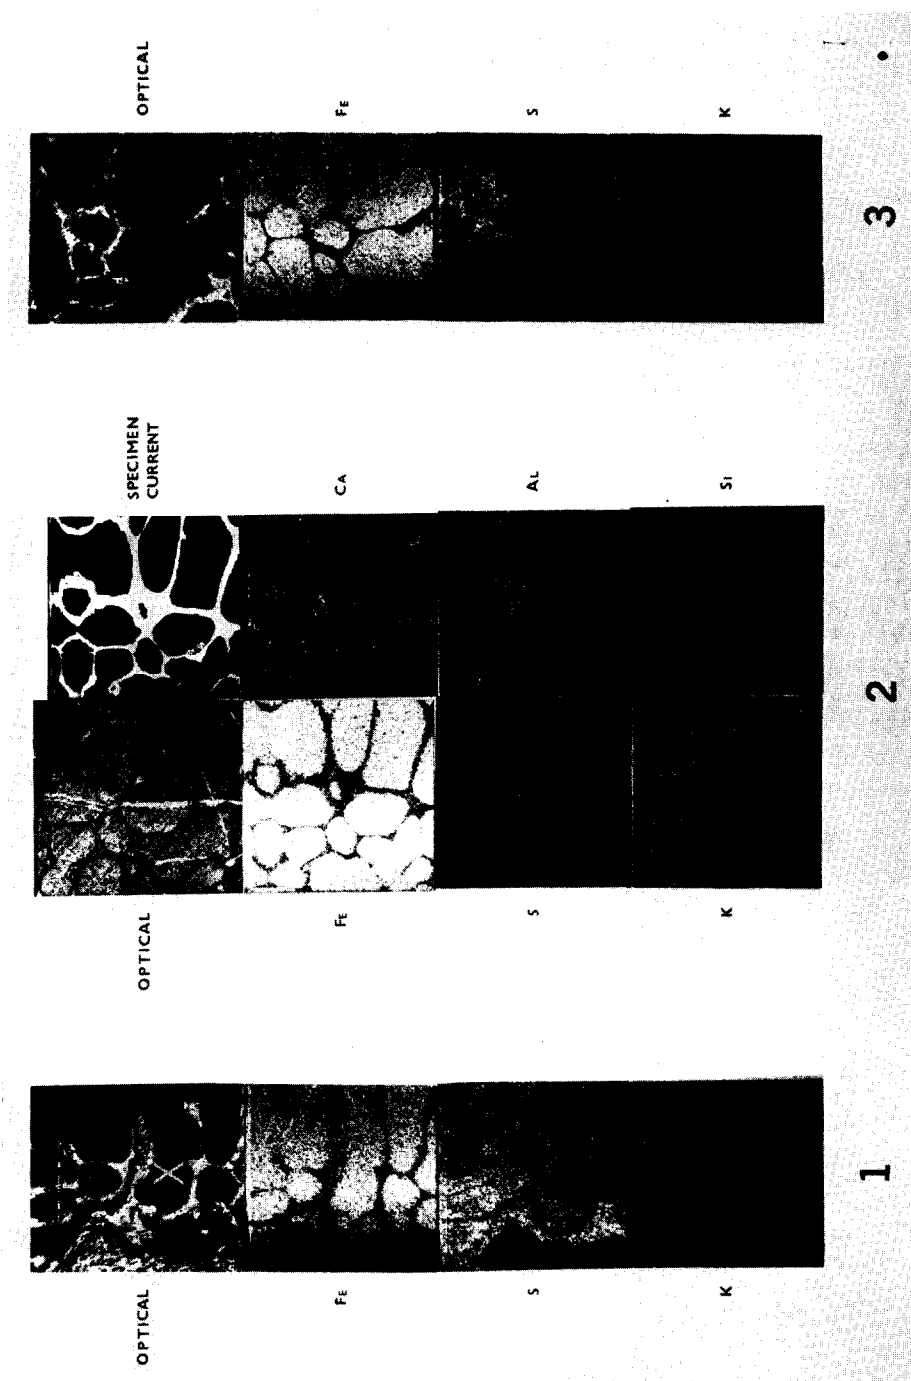 OPTICAL
FE
S
K
1
OPTICAL
FE
S
K
SPECIMEN
CURRENT
CA
AL
SI
2
OPTICAL
FE
S
K
3